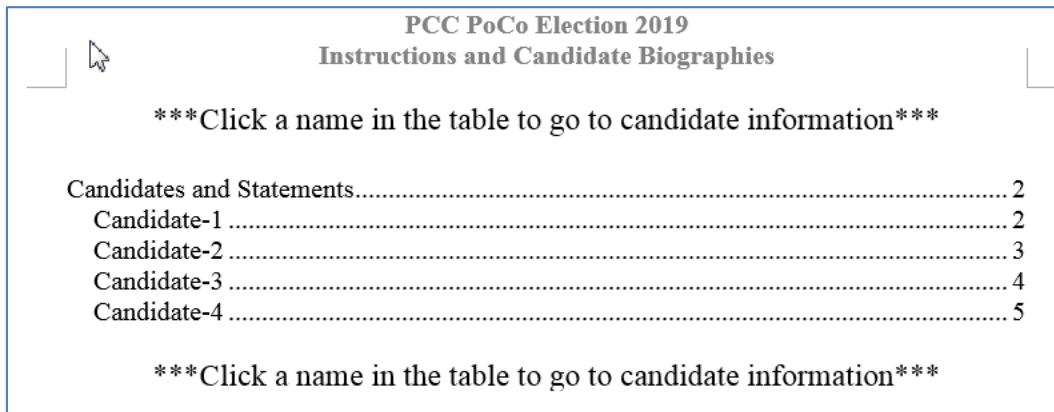 PCC PoCo Election 2019
Instructions and Candidate Biographies
***Click a name in the table to go to candidate information***
Candidates and Statements.......................................................................................................... 2
Candidate-1 ................................................................................................................................ 2
Candidate-2 ................................................................................................................................ 3
Candidate-3 ................................................................................................................................ 4
Candidate-4 ................................................................................................................................ 5
***Click a name in the table to go to candidate information***